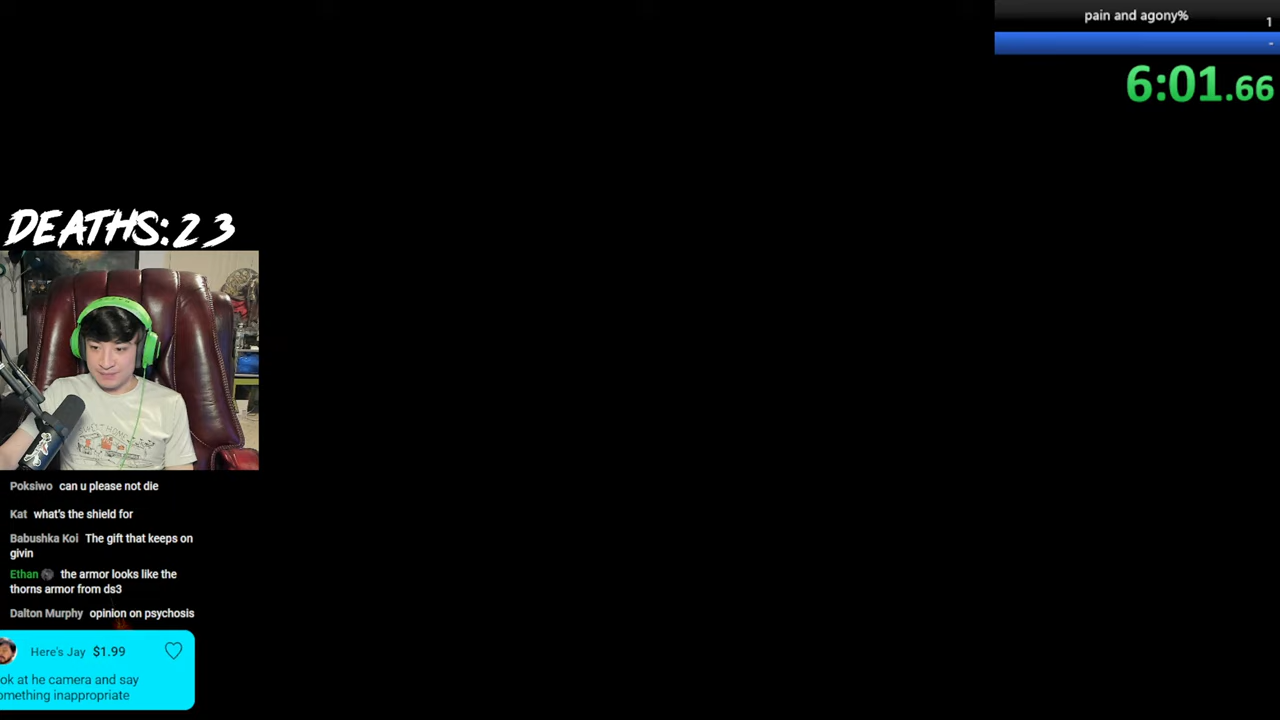 pain and agony%
1
-
6:01.66
DEATHS:23
Poksiwo can u please not die
Kat what's the shield for
Babushka Koi The gift that keeps on
givin
Ethan the armor looks like the
thorns armor from ds3
Dalton Murphy opinion on psychosis
Here's Jay $1.99
ok at he camera and say
omething inappropriate